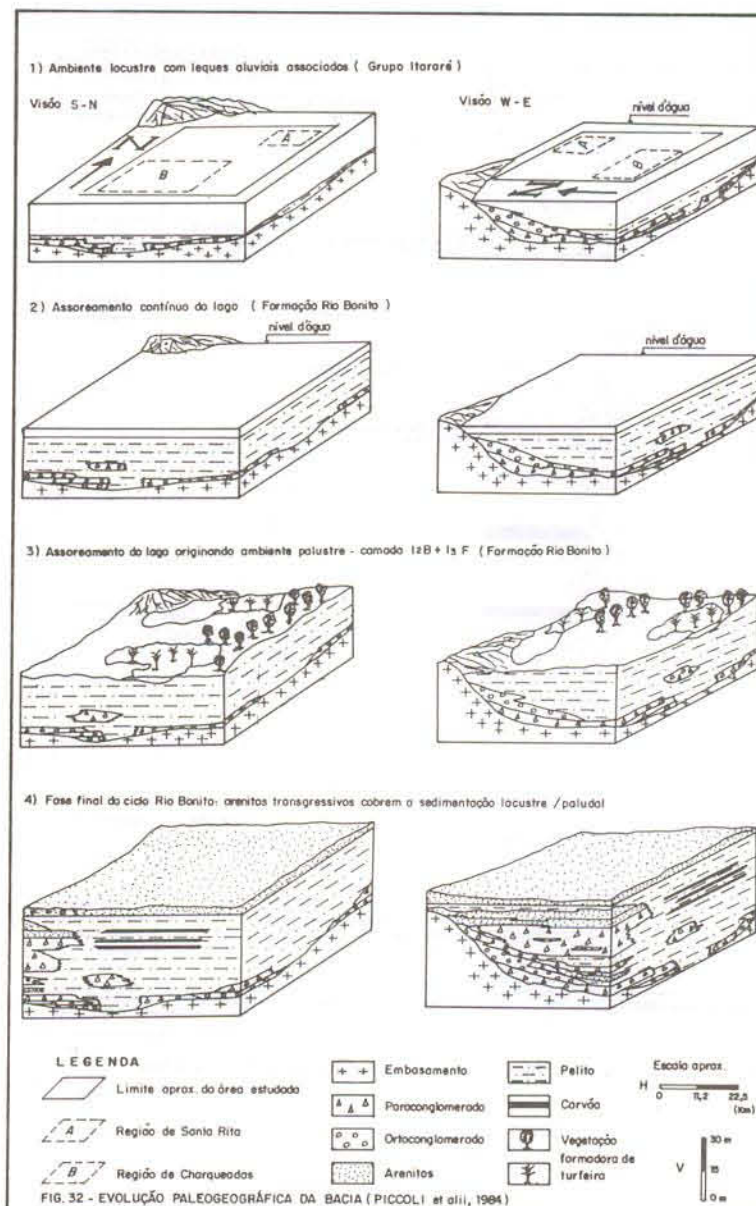 1) Ambiente lacustre com leques aluviais associados ( Grupo Itararé )
Visão S-N
Visão W-E
nível d'água
N
A
B
A
B
N
2) Assoreamento contínuo do lago ( Formação Rio Bonito )
nível d'água
nível d'água
3) Assoreamento do lago originando ambiente palustre - camada I2B + I3 F ( Formação Rio Bonito )
4) Fase final do ciclo Rio Bonito: arenitos transgressivos cobrem a sedimentação lacustre / paludal
LEGENDA
Limite aprox. da área estudada
A Região de Santa Rita
B Região de Charqueadas
Embasamento
Paraconglomerado
Ortoconglomerado
Arenitos
Pelito
Carvão
Vegetação
formadora de
turfeira
Escala aprox.
H 0 11,2 22,5
(Km)
V
30 m
15
0 m
FIG. 32 - EVOLUÇÃO PALEOGEOGRÁFICA DA BACIA ( PICCOLI et alii, 1984 )